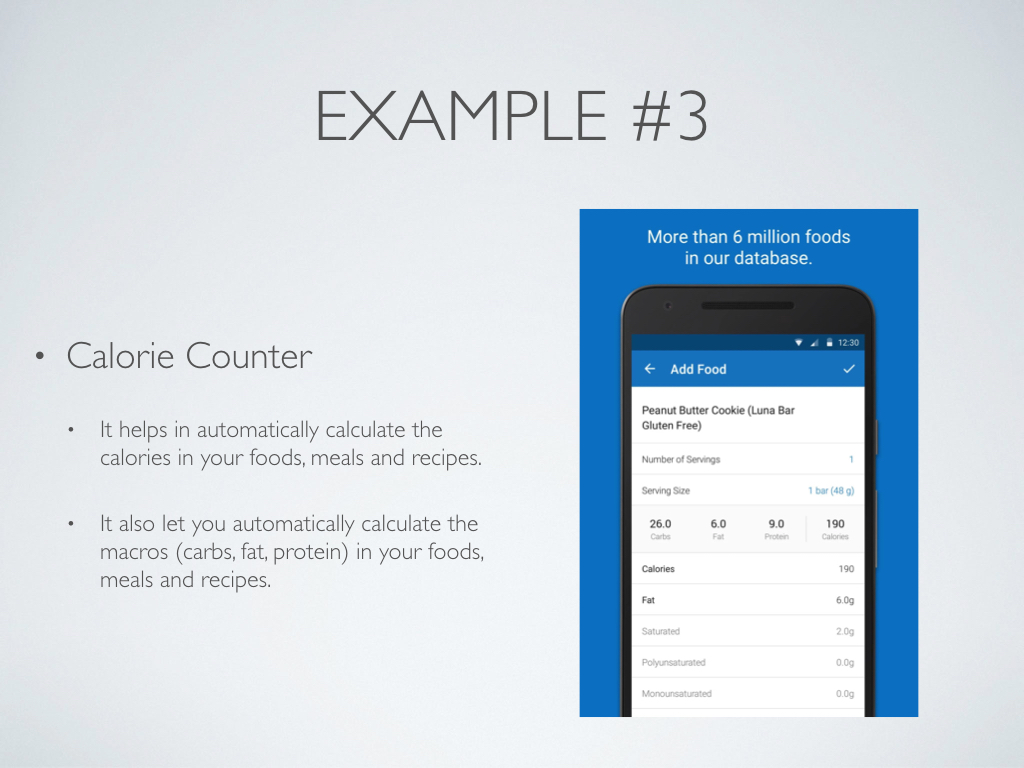 EXAMPLE #3
• Calorie Counter
• It helps in automatically calculate the
calories in your foods, meals and recipes.
• It also let you automatically calculate the
macros (carbs, fat, protein) in your foods,
meals and recipes.
More than 6 million foods
in our database.
12:30
Add Food
Peanut Butter Cookie (Luna Bar
Gluten Free)
Number of Servings 1
Serving Size 1 bar (48 g)
26.0 6.0 9.0 190
Carbs Fat Protein Calories
Calories 190
Fat 6.0g
Saturated 2.0g
Polyunsaturated 0.0g
Monounsaturated 0.0g